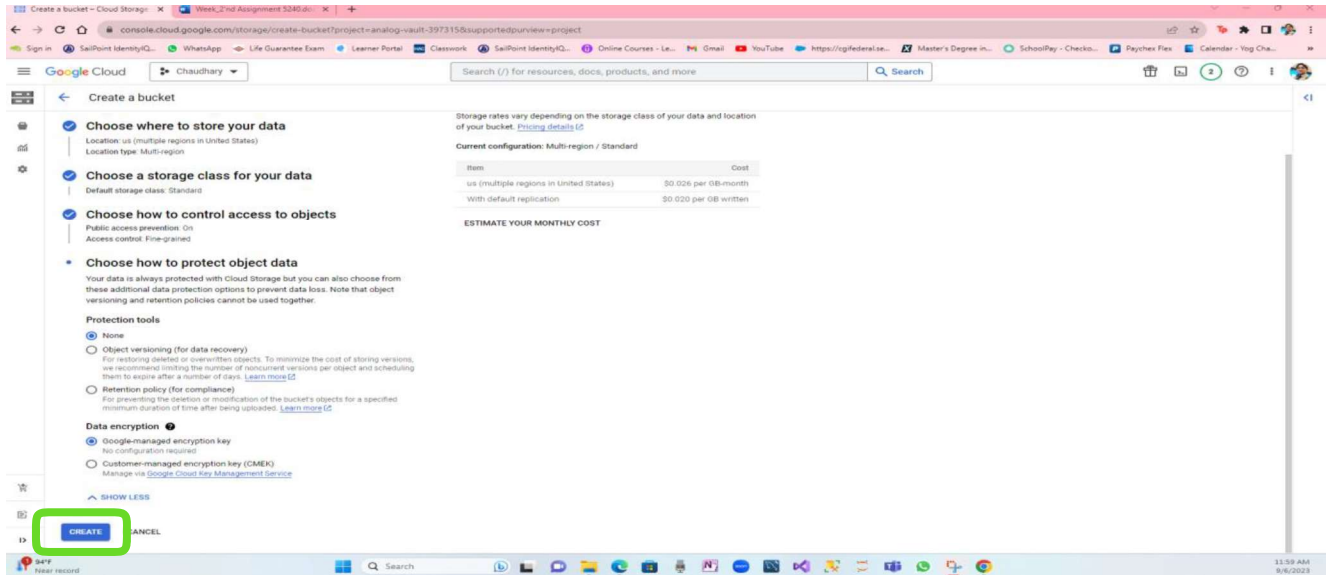 Create a bucket – Cloud Storage
Week_2'nd Assignment 5240.do
console.cloud.google.com/storage/create-bucket?project=analog-vault-397315&supportedpurview=project
Sign in
SailPoint IdentityIQ...
WhatsApp
Life Guarantee Exam
Learner Portal
Classwork
SailPoint IdentityIQ...
Online Courses - Le...
Gmail
YouTube
https://cgifederal.se...
Master's Degree in...
SchoolPay - Checko...
Paychex Flex
Calendar - Yog Cha...
Google Cloud
Chaudhary
Search (/) for resources, docs, products, and more
Search
2
Create a bucket
Choose where to store your data
Location: us (multiple regions in United States)
Location type: Multi-region
Choose a storage class for your data
Default storage class: Standard
Choose how to control access to objects
Public access prevention: On
Access control: Fine-grained
Choose how to protect object data
Your data is always protected with Cloud Storage but you can also choose from
these additional data protection options to prevent data loss. Note that object
versioning and retention policies cannot be used together.
Protection tools
None
Object versioning (for data recovery)
For restoring deleted or overwritten objects. To minimize the cost of storing versions,
we recommend limiting the number of noncurrent versions per object and scheduling
them to expire after a number of days. Learn more
Retention policy (for compliance)
For preventing the deletion or modification of the bucket's objects for a specified
minimum duration of time after being uploaded. Learn more
Data encryption
Google-managed encryption key
No configuration required
Customer-managed encryption key (CMEK)
Manage via Google Cloud Key Management Service
SHOW LESS
CREATE
CANCEL
Storage rates vary depending on the storage class of your data and location
of your bucket. Pricing details
Current configuration: Multi-region / Standard
Item Cost
us (multiple regions in United States) $0.026 per GB-month
With default replication $0.020 per GB written
ESTIMATE YOUR MONTHLY COST
94°F
Near record
Search
11:59 AM
9/6/2023